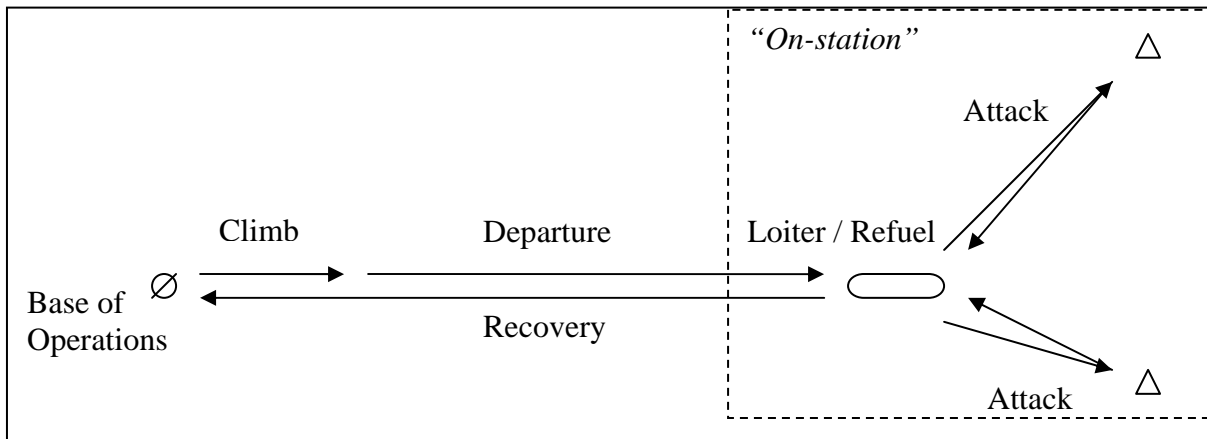 “On-station”
Attack
Climb
Departure
Loiter / Refuel
Base of
Operations
Recovery
Attack